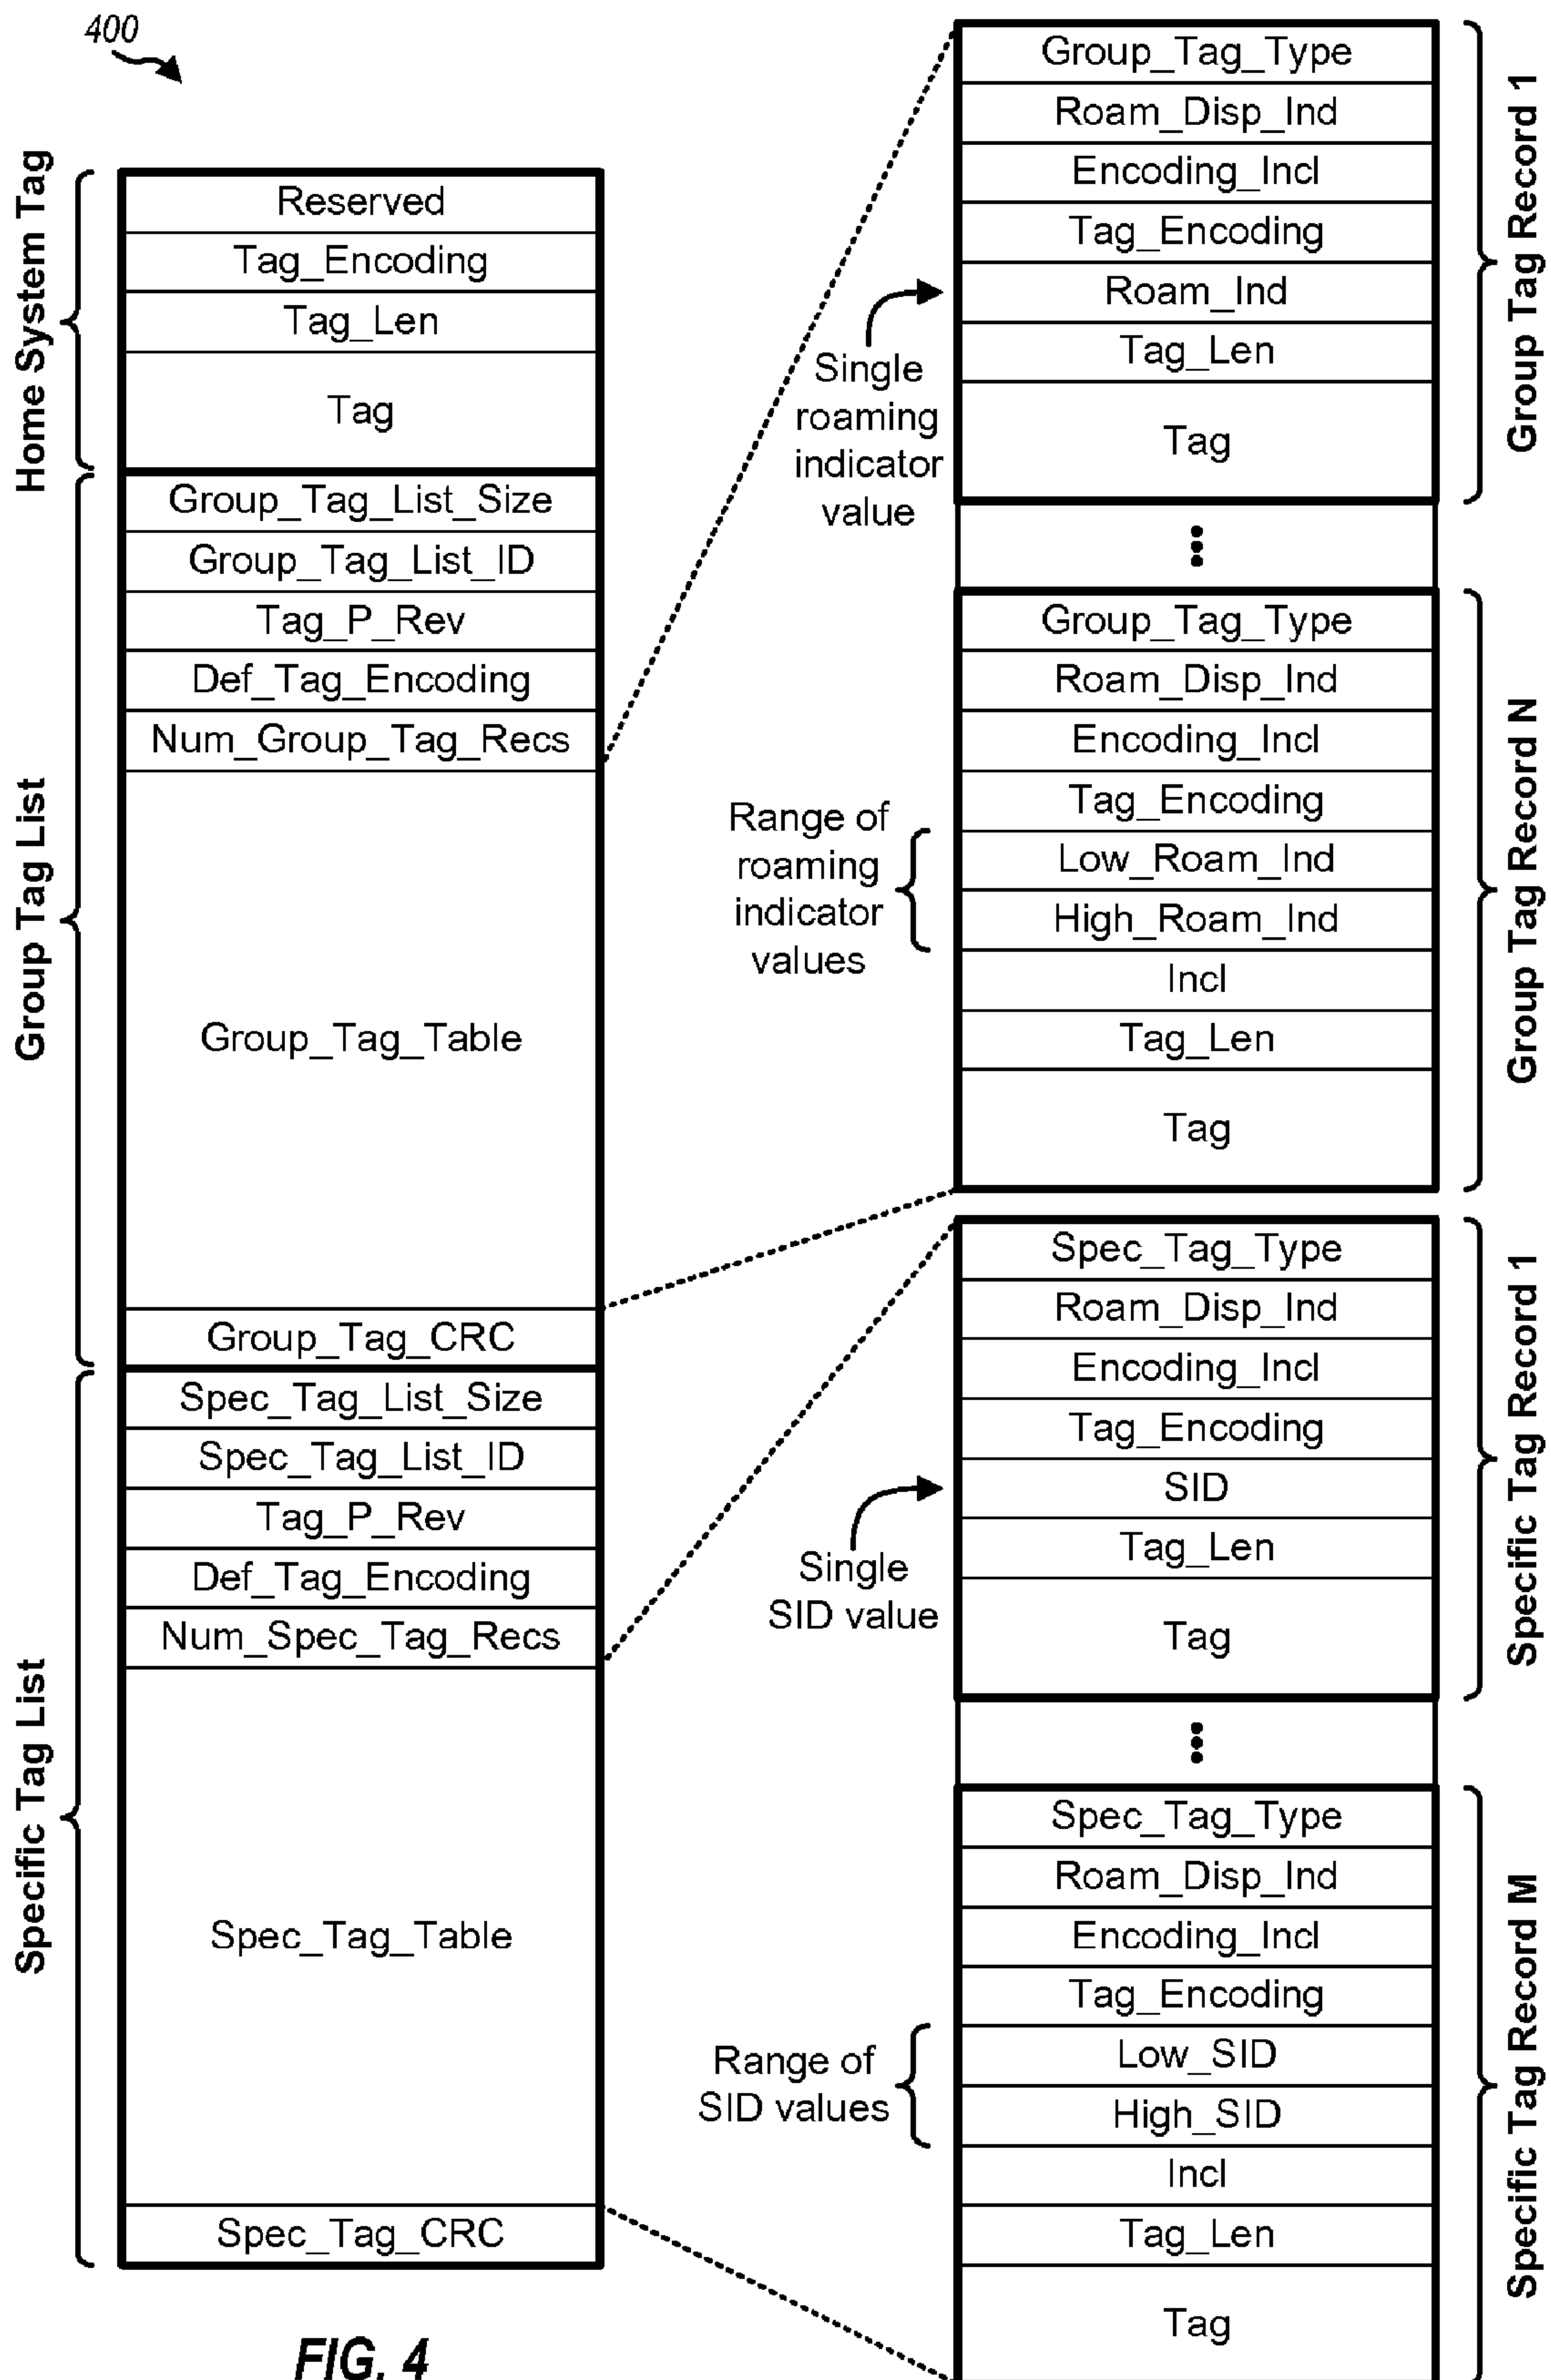 400
Home System Tag
Reserved
Tag_Encoding
Tag_Len
Tag
Group Tag List
Group_Tag_List_Size
Group_Tag_List_ID
Tag_P_Rev
Def_Tag_Encoding
Num_Group_Tag_Recs
Group_Tag_Table
Group_Tag_CRC
Specific Tag List
Spec_Tag_List_Size
Spec_Tag_List_ID
Tag_P_Rev
Def_Tag_Encoding
Num_Spec_Tag_Recs
Spec_Tag_Table
Spec_Tag_CRC
Group_Tag_Type
Roam_Disp_Ind
Encoding_Incl
Tag_Encoding
Roam_Ind
Tag_Len
Tag
Single
roaming
indicator
value
Group Tag Record 1
Group_Tag_Type
Roam_Disp_Ind
Encoding_Incl
Tag_Encoding
Low_Roam_Ind
High_Roam_Ind
Incl
Tag_Len
Tag
Range of
roaming
indicator
values
Group Tag Record N
Spec_Tag_Type
Roam_Disp_Ind
Encoding_Incl
Tag_Encoding
SID
Tag_Len
Tag
Single
SID value
Specific Tag Record 1
Spec_Tag_Type
Roam_Disp_Ind
Encoding_Incl
Tag_Encoding
Low_SID
High_SID
Incl
Tag_Len
Tag
Range of
SID values
Specific Tag Record M
FIG. 4